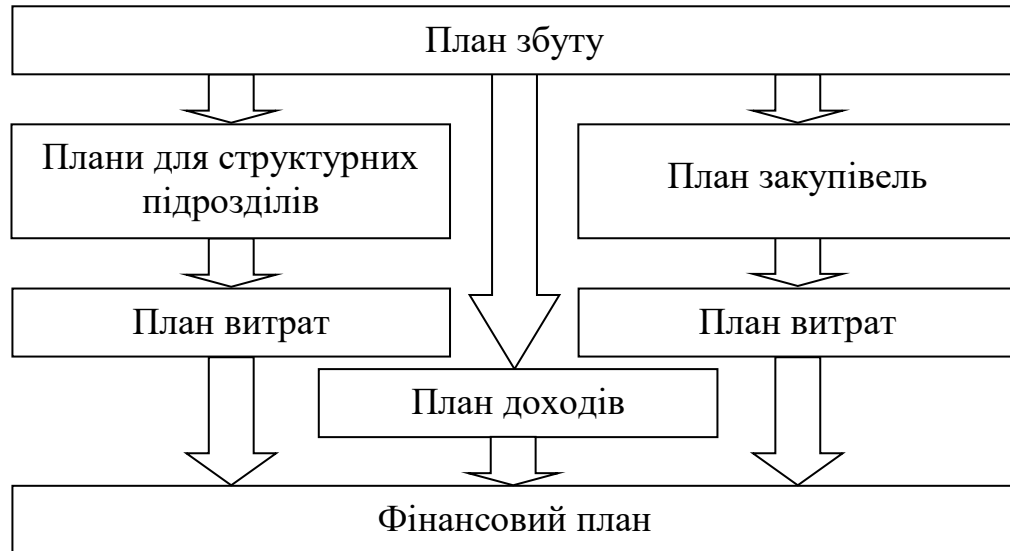 План збуту
Плани для структурних
підрозділів
План закупівель
План витрат
План витрат
План доходів
Фінансовий план